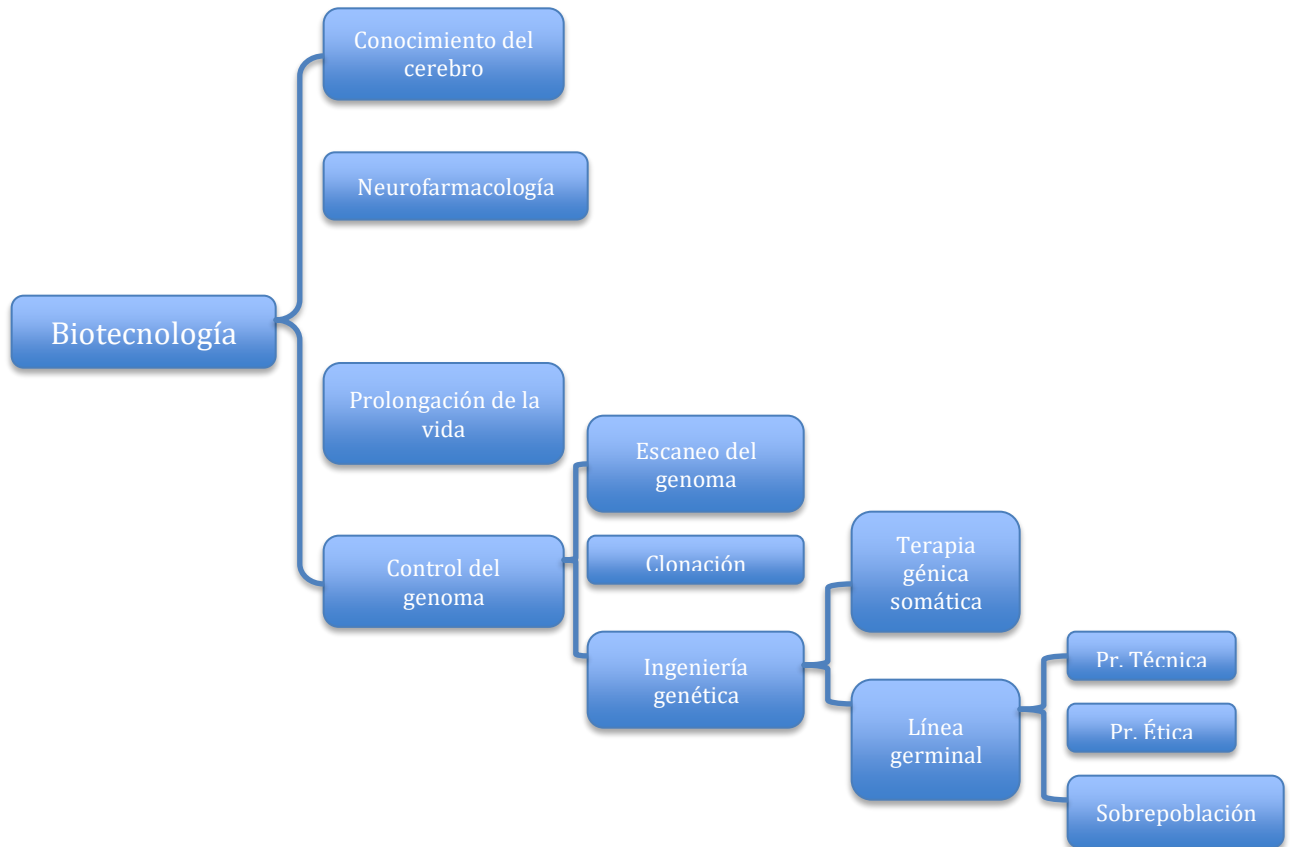 Conocimiento del
cerebro
Neurofarmacología
Biotecnología
Prolongación de la
vida
Escaneo del
genoma
Control del
genoma
Clonación
Ingeniería
genética
Terapia
génica
somática
Línea
germinal
Pr. Técnica
Pr. Ética
Sobrepoblación